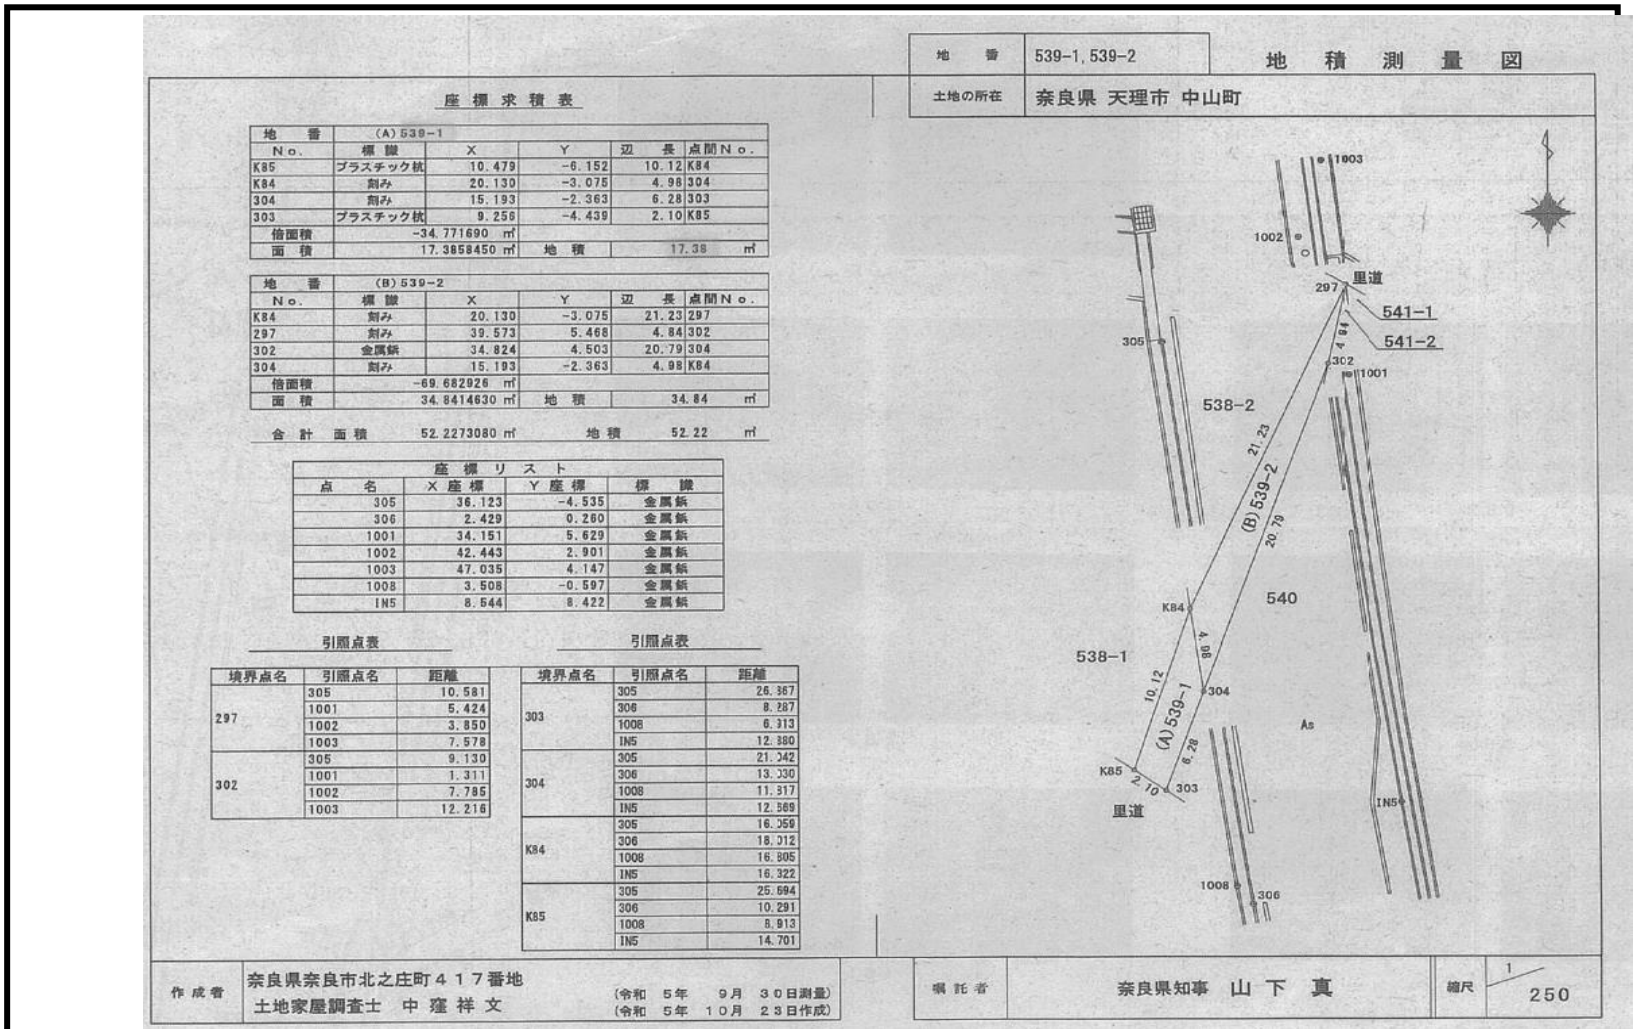 地 番 539-1, 539-2
地 積 測 量 図
土地の所在 奈良県 天理市 中山町
座 標 求 積 表
地 番 (A) 539-1
No. 標 識 X Y 辺 長 点間No.
K85 プラスチック杭 10.479 -6.152 10.12 K84
K84 刻み 20.130 -3.075 4.98 304
304 刻み 15.193 -2.363 6.28 303
303 プラスチック杭 9.256 -4.439 2.10 K85
倍面積 -34.771690 ㎡
面 積 17.3858450 ㎡ 地 積 17.38 ㎡
地 番 (B) 539-2
No. 標 識 X Y 辺 長 点間No.
K84 刻み 20.130 -3.075 21.23 297
297 刻み 39.573 5.468 4.84 302
302 金属鋲 34.824 4.503 20.79 304
304 刻み 15.193 -2.363 4.98 K84
倍面積 -69.682926 ㎡
面 積 34.8414630 ㎡ 地 積 34.84 ㎡
合 計 面 積 52.2273080 ㎡ 地 積 52.22 ㎡
座 標 リ ス ト
点 名 X 座 標 Y 座 標 標 識
305 36.123 -4.535 金属鋲
306 2.429 0.260 金属鋲
1001 34.151 5.629 金属鋲
1002 42.443 2.901 金属鋲
1003 47.035 4.147 金属鋲
1008 3.508 -0.597 金属鋲
IN5 8.544 8.422 金属鋲
引照点表
境界点名 引照点名 距離
297
305 10.581
1001 5.424
1002 3.850
1003 7.578
302
305 9.130
1001 1.311
1002 7.785
1003 12.216
引照点表
境界点名 引照点名 距離
303
305 26.867
306 8.287
1008 6.913
IN5 12.880
304
305 21.042
306 13.030
1008 11.817
IN5 12.669
K84
305 16.059
306 18.012
1008 16.805
IN5 16.322
K85
305 25.694
306 10.291
1008 8.913
IN5 14.701
1003
1002
里道
297
541-1
4.84
541-2
305
302
1001
538-2
21.23
(B) 539-2
20.79
K84
540
538-1
4.98
304
10.12
(A) 539-1
6.28
As
K85
2.10
303
里道
IN5
1008
306
作 成 者
奈良県奈良市北之庄町417番地
土地家屋調査士 中 窪 祥 文
(令和 5年 9月 30日測量)
(令和 5年 10月 23日作成)
嘱 託 者 奈良県知事 山 下 真
縮尺 1/250